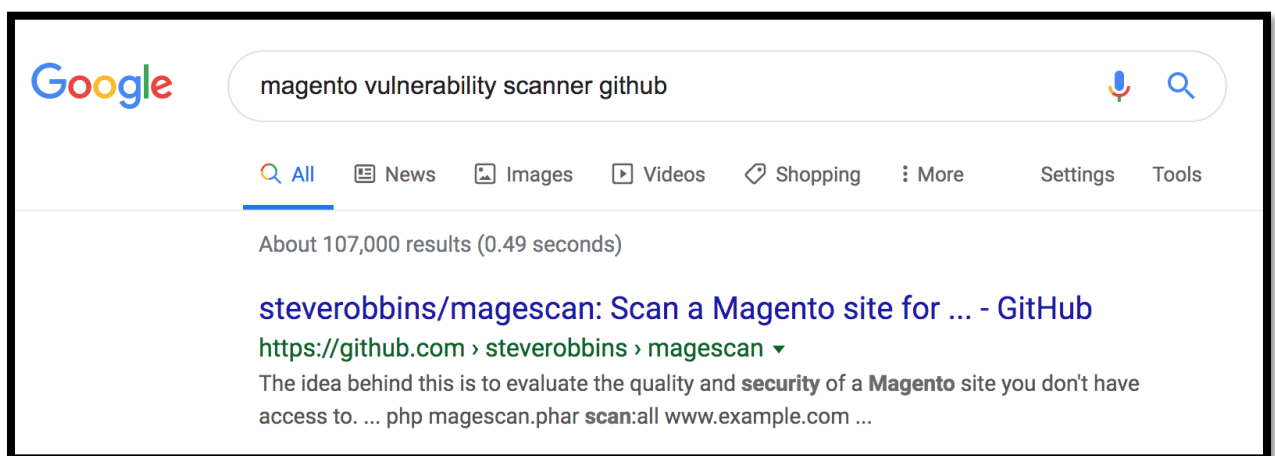 Google
magento vulnerability scanner github
All News Images Videos Shopping More Settings Tools
About 107,000 results (0.49 seconds)
steverobbins/magescan: Scan a Magento site for ... - GitHub
https://github.com › steverobbins › magescan
The idea behind this is to evaluate the quality and security of a Magento site you don't have
access to. ... php magescan.phar scan:all www.example.com ...